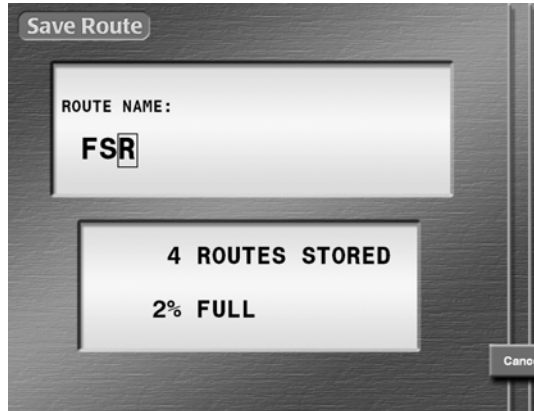 Save Route
ROUTE NAME:
FSR
4 ROUTES STORED
2% FULL